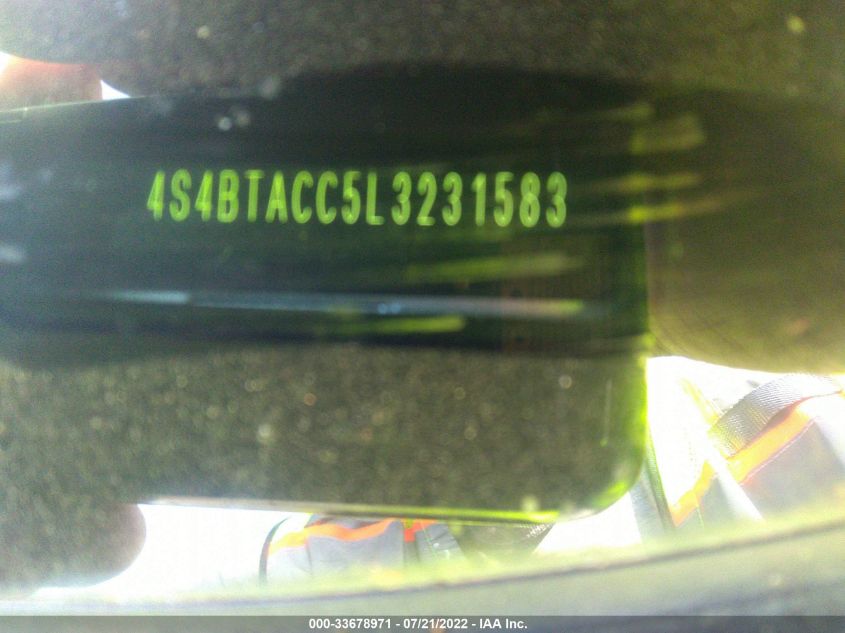 4S4BTACC5L3231583
000-33678971 - 07/21/2022 - IAA Inc.